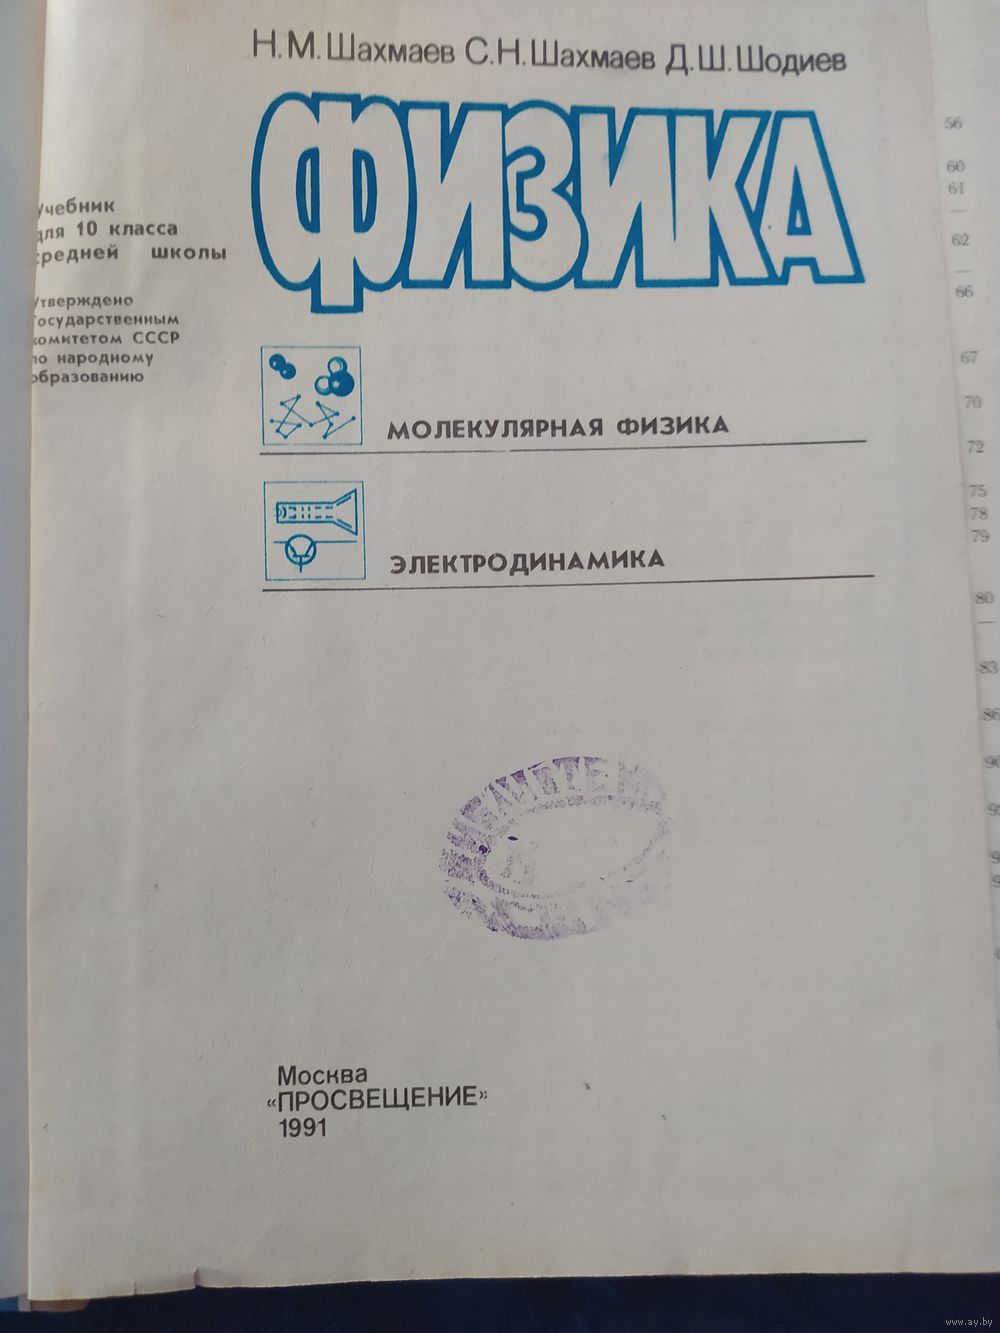 Н.М.Шахмаев С.Н.Шахмаев Д.Ш.Шодиев
ФИЗИКА
учебник
для 10 класса
средней школы
Утверждено
Государственным
комитетом СССР
по народному
образованию
МОЛЕКУЛЯРНАЯ ФИЗИКА
ЭЛЕКТРОДИНАМИКА
Москва
«ПРОСВЕЩЕНИЕ»
1991
56
60
61
—
62
—
66
67
70
72
75
78
79
80
—
83
86
www.ay.by